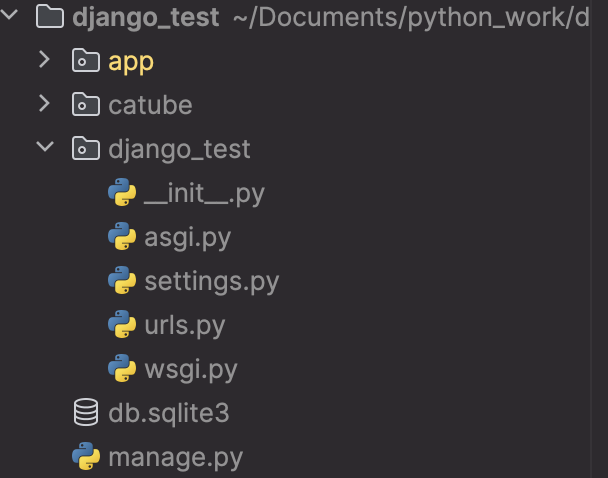 django_test ~/Documents/python_work/d
app
catube
django_test
__init__.py
asgi.py
settings.py
urls.py
wsgi.py
db.sqlite3
manage.py